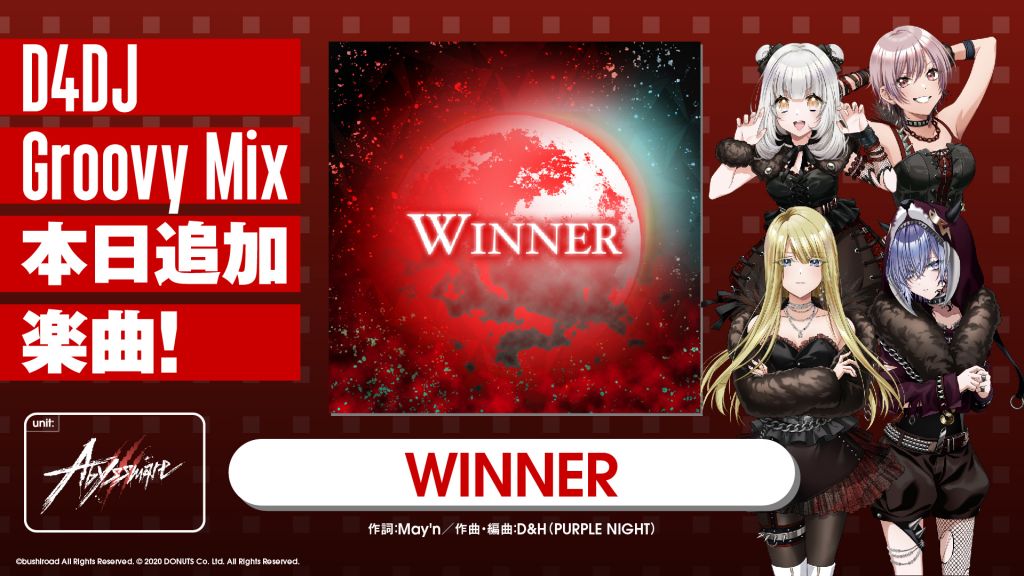 D4DJ
Groovy Mix
本日追加
楽曲!
WINNER
unit:
Abyssmare
WINNER
作詞:May'n/作曲・編曲:D&H(PURPLE NIGHT)
©bushiroad All Rights Reserved. © 2020 DONUTS Co. Ltd. All Rights Reserved.